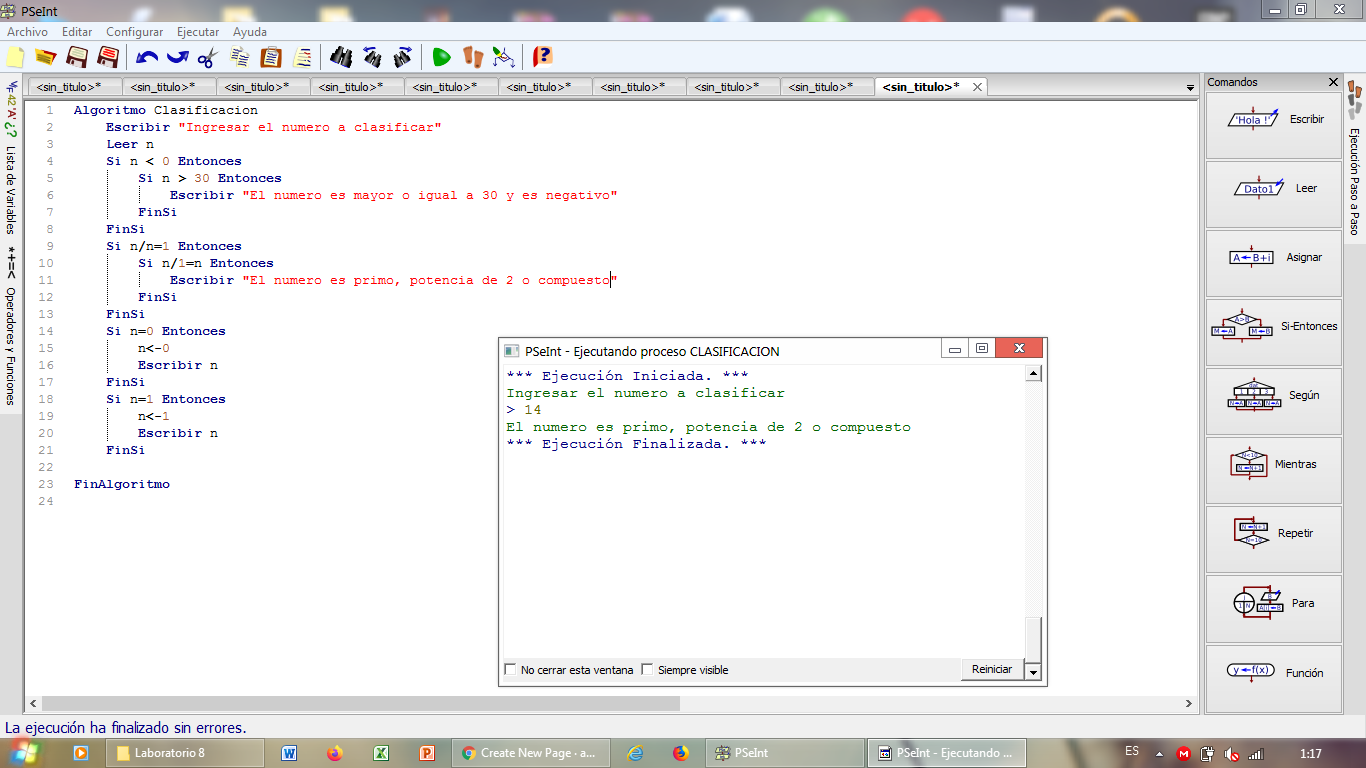 PSeInt
Archivo Editar Configurar Ejecutar Ayuda
<sin_titulo>* <sin_titulo>* <sin_titulo>* <sin_titulo>* <sin_titulo>* <sin_titulo>* <sin_titulo>* <sin_titulo>* <sin_titulo>* <sin_titulo>*
Lista de Variables
Operadores y Funciones
1 Algoritmo Clasificacion
2 Escribir "Ingresar el numero a clasificar"
3 Leer n
4 Si n < 0 Entonces
5 Si n > 30 Entonces
6 Escribir "El numero es mayor o igual a 30 y es negativo"
7 FinSi
8 FinSi
9 Si n/n=1 Entonces
10 Si n/1=n Entonces
11 Escribir "El numero es primo, potencia de 2 o compuesto"
12 FinSi
13 FinSi
14 Si n=0 Entonces
15 n<-0
16 Escribir n
17 FinSi
18 Si n=1 Entonces
19 n<-1
20 Escribir n
21 FinSi
22
23 FinAlgoritmo
24
PSeInt - Ejecutando proceso CLASIFICACION
*** Ejecución Iniciada. ***
Ingresar el numero a clasificar
> 14
El numero es primo, potencia de 2 o compuesto
*** Ejecución Finalizada. ***
No cerrar esta ventana Siempre visible Reiniciar
Comandos
'Hola !' Escribir
Dato1 Leer
A←B+i Asignar
Si-Entonces
Según
Mientras
Repetir
Para
y←f(x) Función
Ejecución Paso a Paso
La ejecución ha finalizado sin errores.
Laboratorio 8 Create New Page · a... PSeInt PSeInt - Ejecutando ... ES 1:17